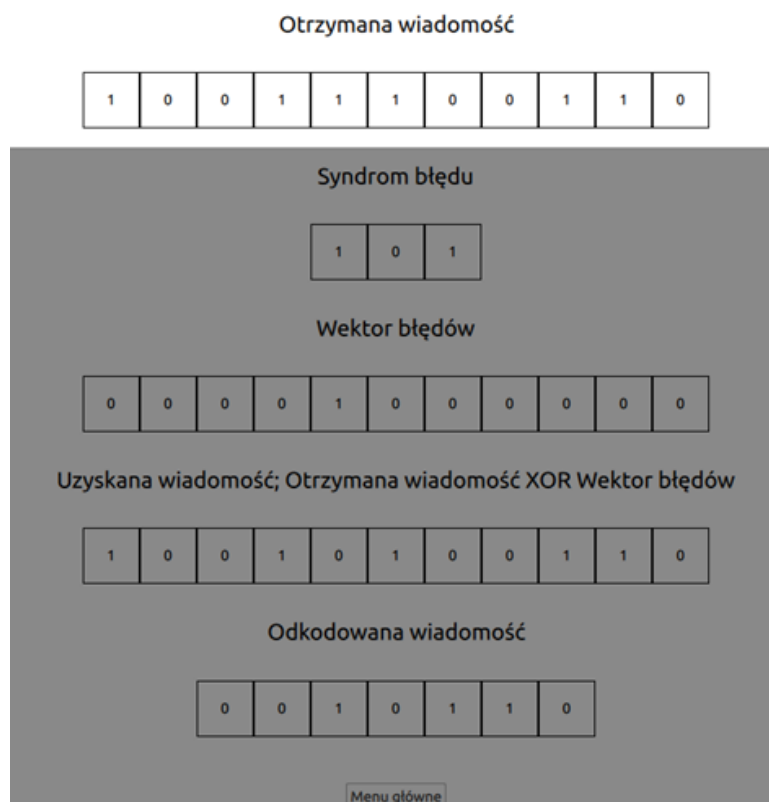 Otrzymana wiadomość
1 0 0 1 1 1 0 0 1 1 0
Syndrom błędu
1 0 1
Wektor błędów
0 0 0 0 1 0 0 0 0 0 0
Uzyskana wiadomość; Otrzymana wiadomość XOR Wektor błędów
1 0 0 1 0 1 0 0 1 1 0
Odkodowana wiadomość
0 0 1 0 1 1 0
Menu główne